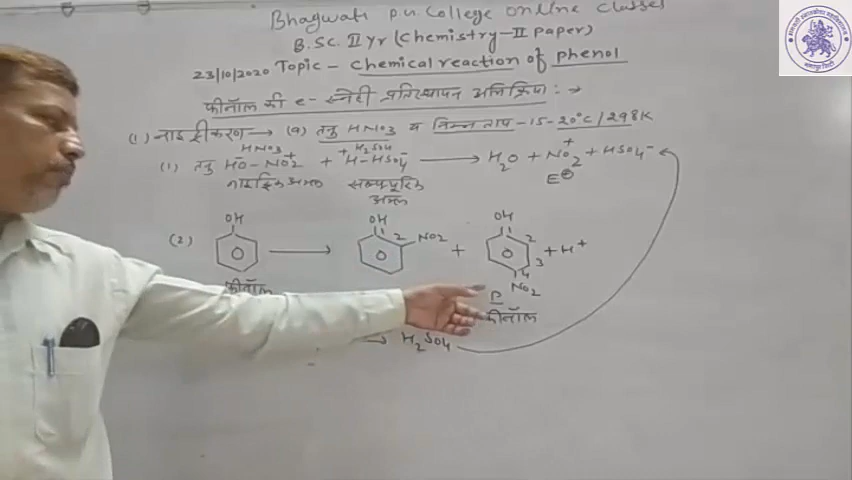 Bhagwati P.U. College online classes
B.Sc. II yr (Chemistry-II Paper)
23/10/2020 Topic - Chemical reaction of phenol
फीनॉल की e- स्नेही प्रतिस्थापन अभिक्रिया :→
(1) नाइट्रीकरण → (a) तनु HNO3 व निम्न ताप - 15-20°C / 298K
HNO3 + H2SO4
(1) तनु HO-NO2 + H-HSO4 → H2O + NO2+ + HSO4-
नाइट्रिक अम्ल सल्फ्यूरिक अम्ल E⊕
OH OH OH
(2) → 2 NO2 + 2 3 4 + H+
NO2
फीनॉल P
फीनॉल
→ H2SO4